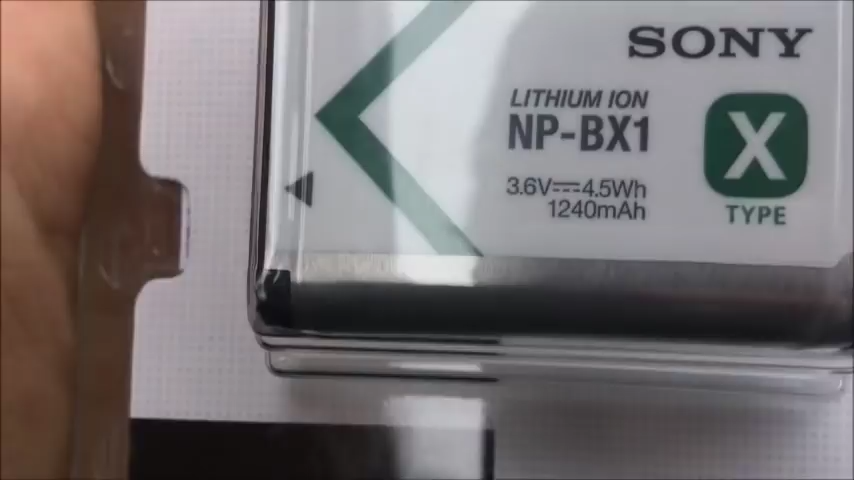 SONY
LITHIUM ION
NP-BX1
X
3.6V⎓4.5Wh
1240mAh
TYPE